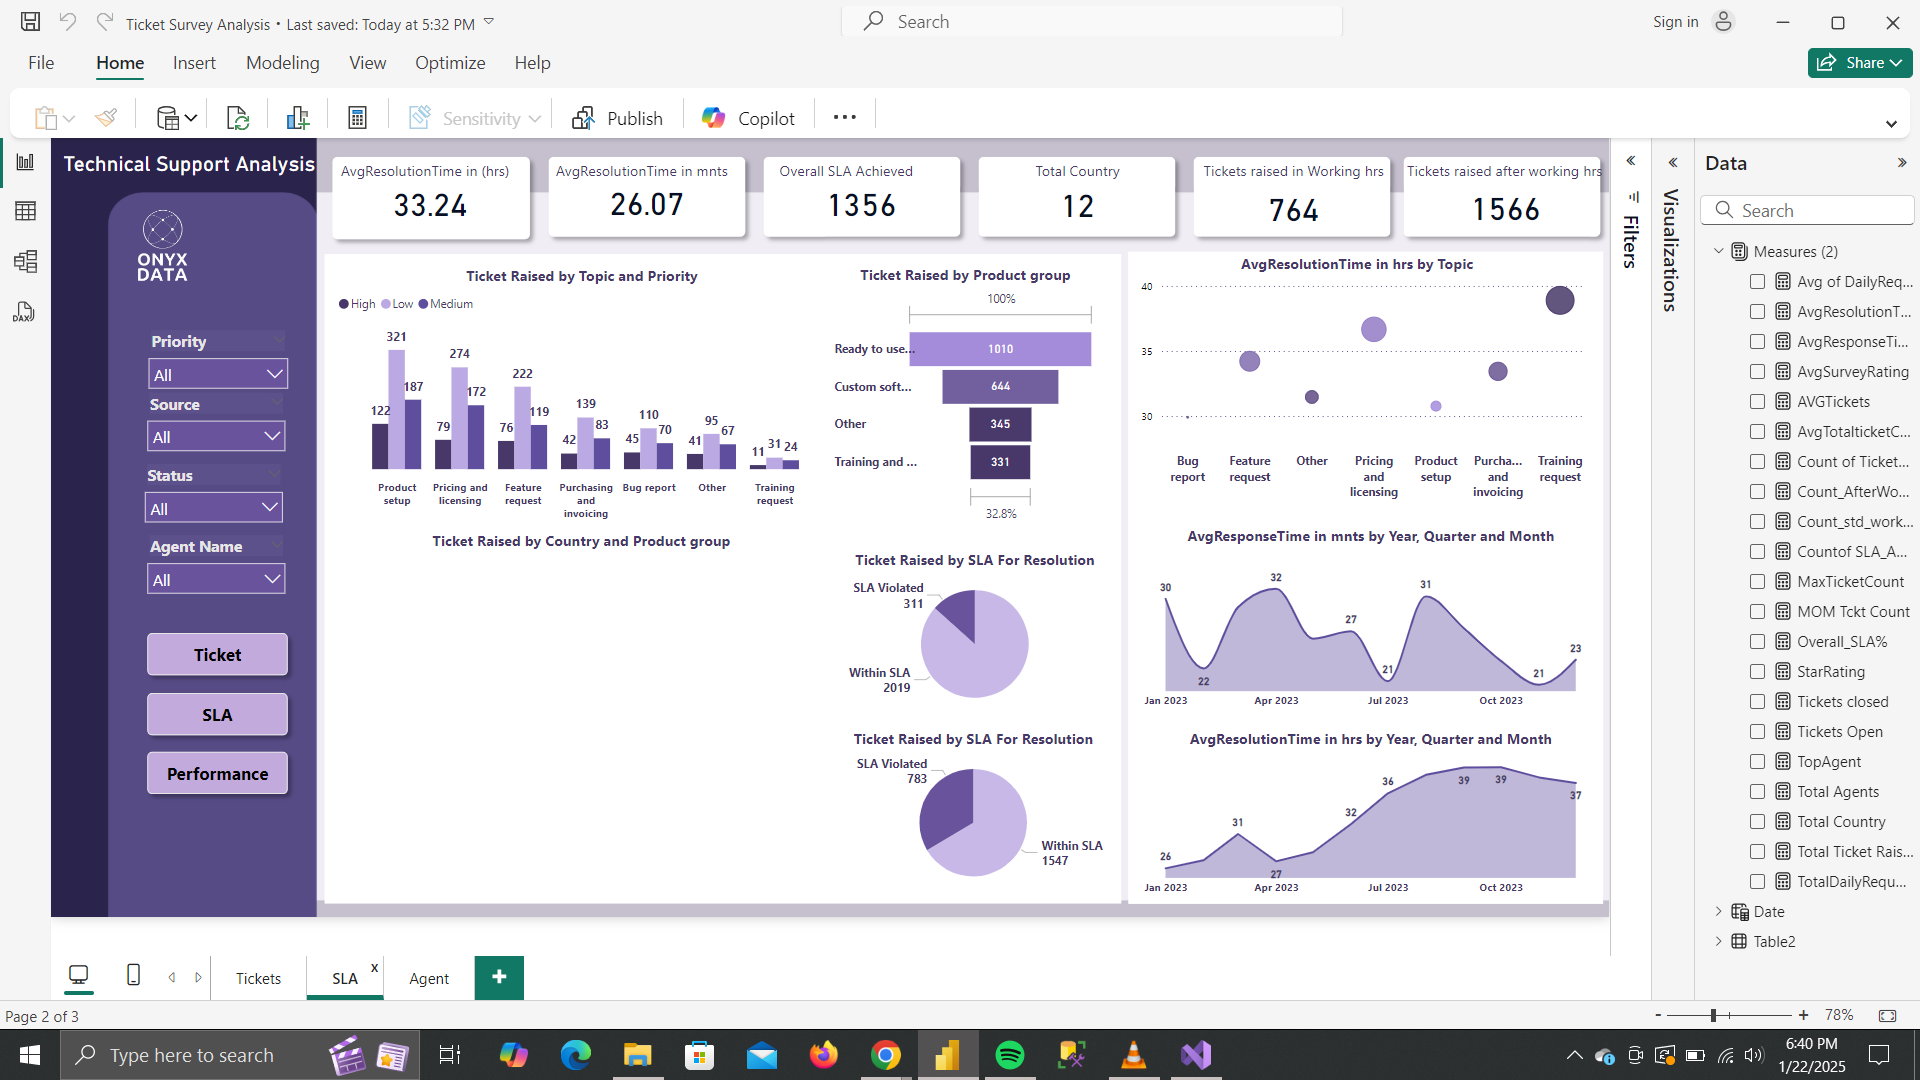 Ticket Survey Analysis • Last saved: Today at 5:32 PM
Search
Sign in
File Home Insert Modeling View Optimize Help
Share
Sensitivity
Publish
Copilot
Technical Support Analysis
ONYX
DATA
Priority
All
Source
All
Status
All
Agent Name
All
Ticket
SLA
Performance
AvgResolutionTime in (hrs)
33.24
AvgResolutionTime in mnts
26.07
Overall SLA Achieved
1356
Total Country
12
Tickets raised in Working hrs
764
Tickets raised after working hrs
1566
Ticket Raised by Topic and Priority
High Low Medium
122 321 187
79 274 172
76 222 119
42 139 83
45 110 70
41 95 67
11 31 24
Product setup
Pricing and licensing
Feature request
Purchasing and invoicing
Bug report
Other
Training request
Ticket Raised by Country and Product group
Ticket Raised by Product group
100%
Ready to use... 1010
Custom soft... 644
Other 345
Training and ... 331
32.8%
Ticket Raised by SLA For Resolution
SLA Violated
311
Within SLA
2019
Ticket Raised by SLA For Resolution
SLA Violated
783
Within SLA
1547
AvgResolutionTime in hrs by Topic
40
35
30
Bug report
Feature request
Other
Pricing and licensing
Product setup
Purcha... and invoicing
Training request
AvgResponseTime in mnts by Year, Quarter and Month
30 22 32 27 21 31 21 23
Jan 2023 Apr 2023 Jul 2023 Oct 2023
AvgResolutionTime in hrs by Year, Quarter and Month
26 31 27 32 36 39 39 37
Jan 2023 Apr 2023 Jul 2023 Oct 2023
Filters
Visualizations
Data
Search
Measures (2)
Avg of DailyReq...
AvgResolutionT...
AvgResponseTi...
AvgSurveyRating
AVGTickets
AvgTotalticketC...
Count of Ticket...
Count_AfterWo...
Count_std_work...
Countof SLA_A...
MaxTicketCount
MOM Tckt Count
Overall_SLA%
StarRating
Tickets closed
Tickets Open
TopAgent
Total Agents
Total Country
Total Ticket Rais...
TotalDailyRequ...
Date
Table2
DAX
Tickets
SLA
x
Agent
+
Page 2 of 3
- + 78%
Type here to search
6:40 PM
1/22/2025